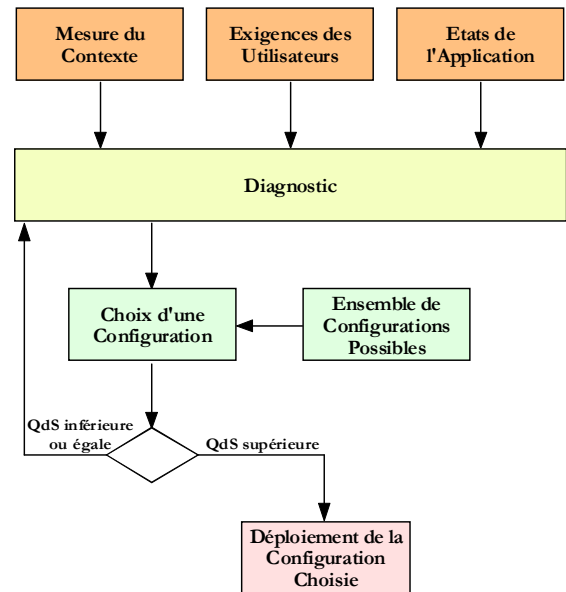 Mesure du
Contexte
Exigences des
Utilisateurs
Etats de
l'Application
Diagnostic
Choix d'une
Configuration
Ensemble de
Configurations
Possibles
QdS inférieure
ou égale
QdS supérieure
Déploiement de la
Configuration
Choisie